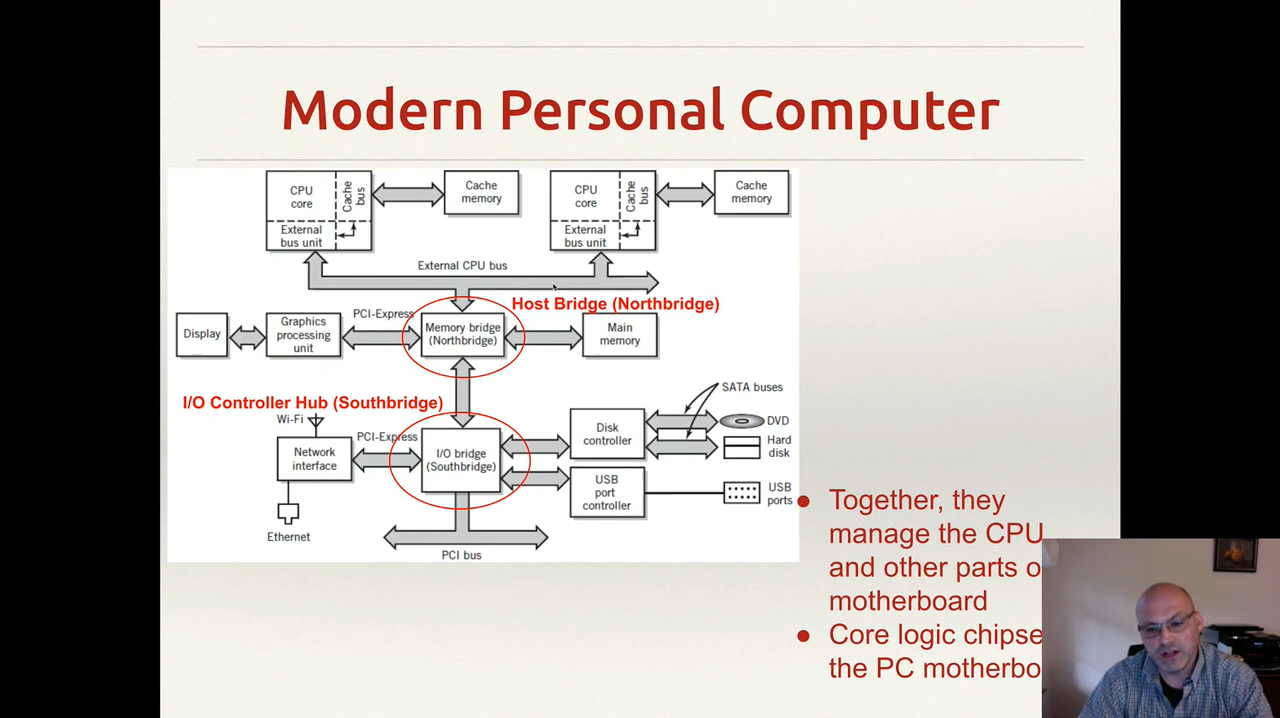 Modern Personal Computer
CPU
core
Cache
bus
External
bus unit
Cache
memory
CPU
core
Cache
bus
External
bus unit
Cache
memory
External CPU bus
Host Bridge (Northbridge)
Display
Graphics
processing
unit
PCI-Express
Memory bridge
(Northbridge)
Main
memory
I/O Controller Hub (Southbridge)
Wi-Fi
Network
interface
PCI-Express
I/O bridge
(Southbridge)
Disk
controller
SATA buses
DVD
Hard
disk
USB
port
controller
USB
ports
Ethernet
PCI bus
Together, they
manage the CPU
and other parts
motherboard
Core logic
the PC